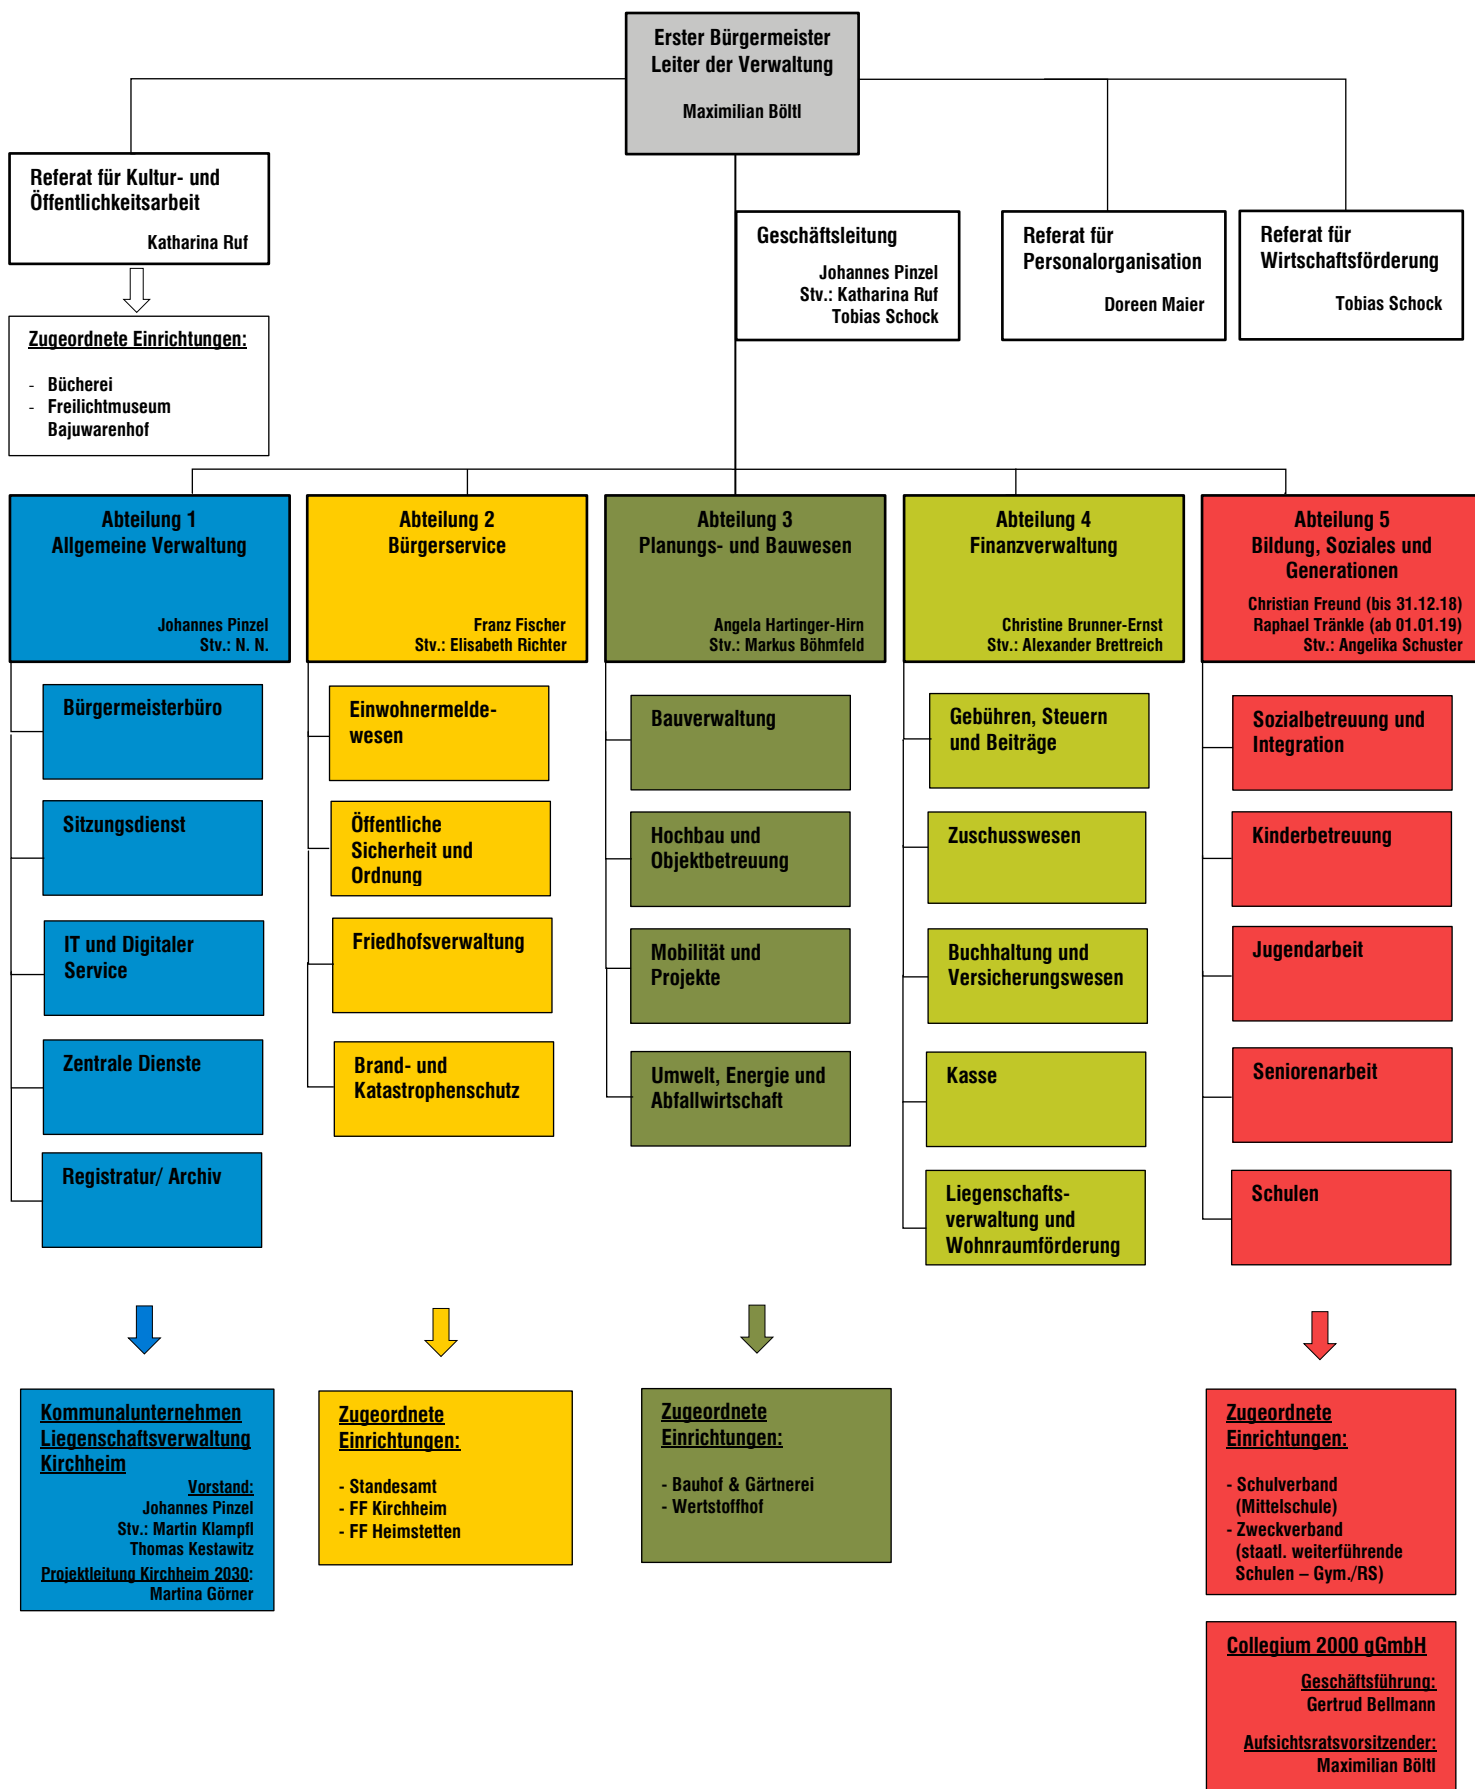 Erster Bürgermeister
Leiter der Verwaltung
Maximilian Böltl
Referat für Kultur- und
Öffentlichkeitsarbeit
Katharina Ruf
Geschäftsleitung
Johannes Pinzel
Stv.: Katharina Ruf
Tobias Schock
Referat für
Personalorganisation
Doreen Maier
Referat für
Wirtschaftsförderung
Tobias Schock
Zugeordnete Einrichtungen:
- Bücherei
- Freilichtmuseum
Bajuwarenhof
Abteilung 1
Allgemeine Verwaltung
Johannes Pinzel
Stv.: N. N.
Abteilung 2
Bürgerservice
Franz Fischer
Stv.: Elisabeth Richter
Abteilung 3
Planungs- und Bauwesen
Angela Hartinger-Hirn
Stv.: Markus Böhmfeld
Abteilung 4
Finanzverwaltung
Christine Brunner-Ernst
Stv.: Alexander Brettreich
Abteilung 5
Bildung, Soziales und
Generationen
Christian Freund (bis 31.12.18)
Raphael Tränkle (ab 01.01.19)
Stv.: Angelika Schuster
Bürgermeisterbüro
Sitzungsdienst
IT und Digitaler
Service
Zentrale Dienste
Registratur/ Archiv
Einwohnermelde-
wesen
Öffentliche
Sicherheit und
Ordnung
Friedhofsverwaltung
Brand- und
Katastrophenschutz
Bauverwaltung
Hochbau und
Objektbetreuung
Mobilität und
Projekte
Umwelt, Energie und
Abfallwirtschaft
Gebühren, Steuern
und Beiträge
Zuschusswesen
Buchhaltung und
Versicherungswesen
Kasse
Liegenschafts-
verwaltung und
Wohnraumförderung
Sozialbetreuung und
Integration
Kinderbetreuung
Jugendarbeit
Seniorenarbeit
Schulen
Kommunalunternehmen
Liegenschaftsverwaltung
Kirchheim
Vorstand:
Johannes Pinzel
Stv.: Martin Klampfl
Thomas Kestawitz
Projektleitung Kirchheim 2030:
Martina Görner
Zugeordnete
Einrichtungen:
- Standesamt
- FF Kirchheim
- FF Heimstetten
Zugeordnete
Einrichtungen:
- Bauhof & Gärtnerei
- Wertstoffhof
Zugeordnete
Einrichtungen:
- Schulverband
(Mittelschule)
- Zweckverband
(staatl. weiterführende
Schulen – Gym./RS)
Collegium 2000 gGmbH
Geschäftsführung:
Gertrud Bellmann
Aufsichtsratsvorsitzender:
Maximilian Böltl